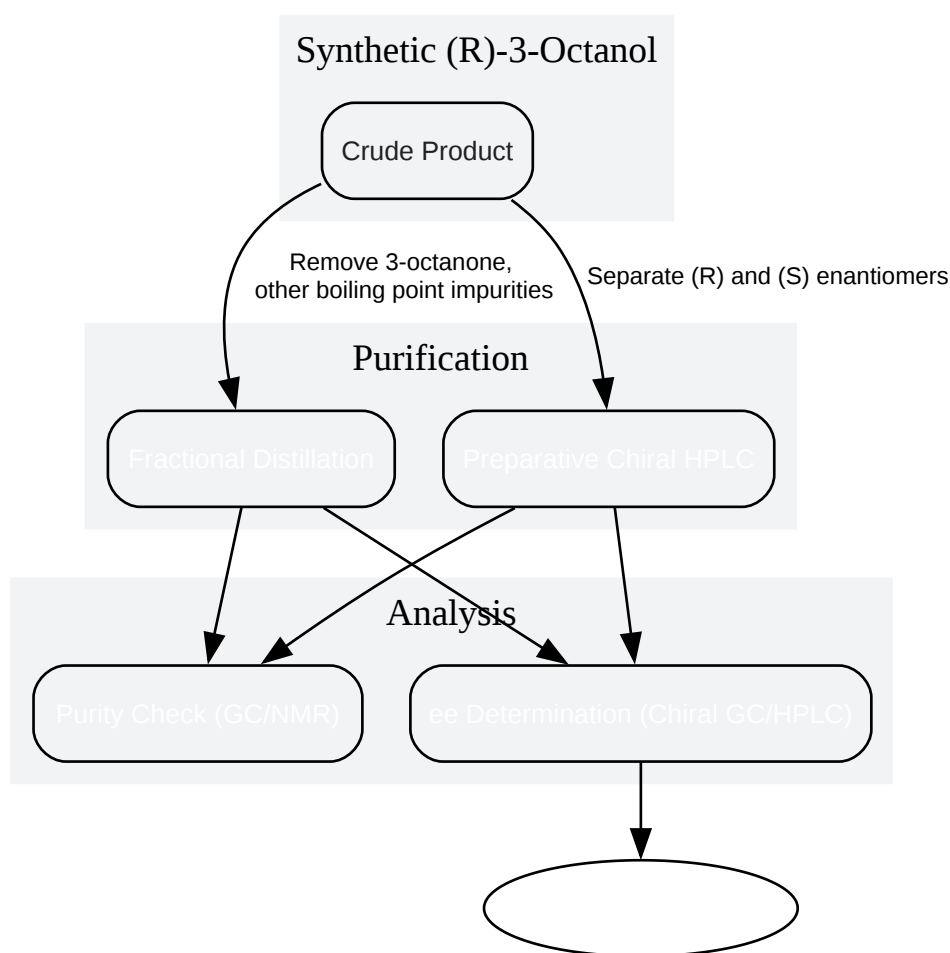 Synthetic (R)-3-Octanol
Crude Product
Remove 3-octanone,
other boiling point impurities
Separate (R) and (S) enantiomers
Purification
Fractional Distillation
Preparative Chiral HPLC
Analysis
Purity Check (GC/NMR)
ee Determination (Chiral GC/HPLC)